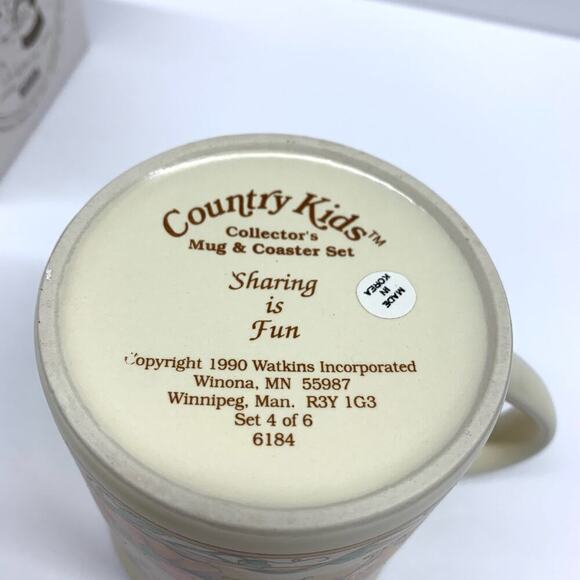 Country Kids™
Collector's
Mug & Coaster Set
Sharing
is
Fun
MADE
IN
KOREA
Copyright 1990 Watkins Incorporated
Winona, MN 55987
Winnipeg, Man. R3Y 1G3
Set 4 of 6
6184